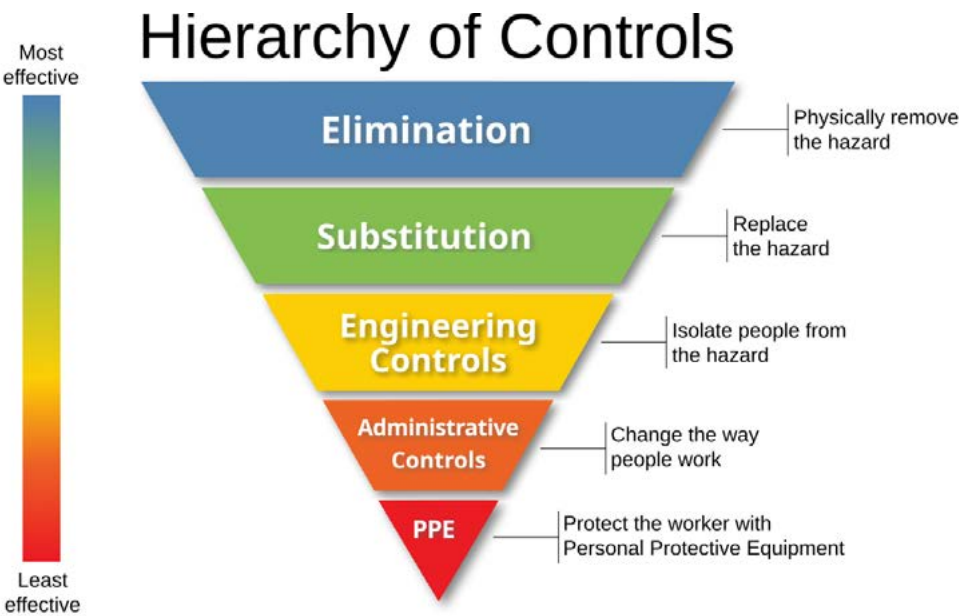 Hierarchy of Controls
Most
effective
Elimination
Physically remove
the hazard
Substitution
Replace
the hazard
Engineering
Controls
Isolate people from
the hazard
Administrative
Controls
Change the way
people work
PPE
Protect the worker with
Personal Protective Equipment
Least
effective